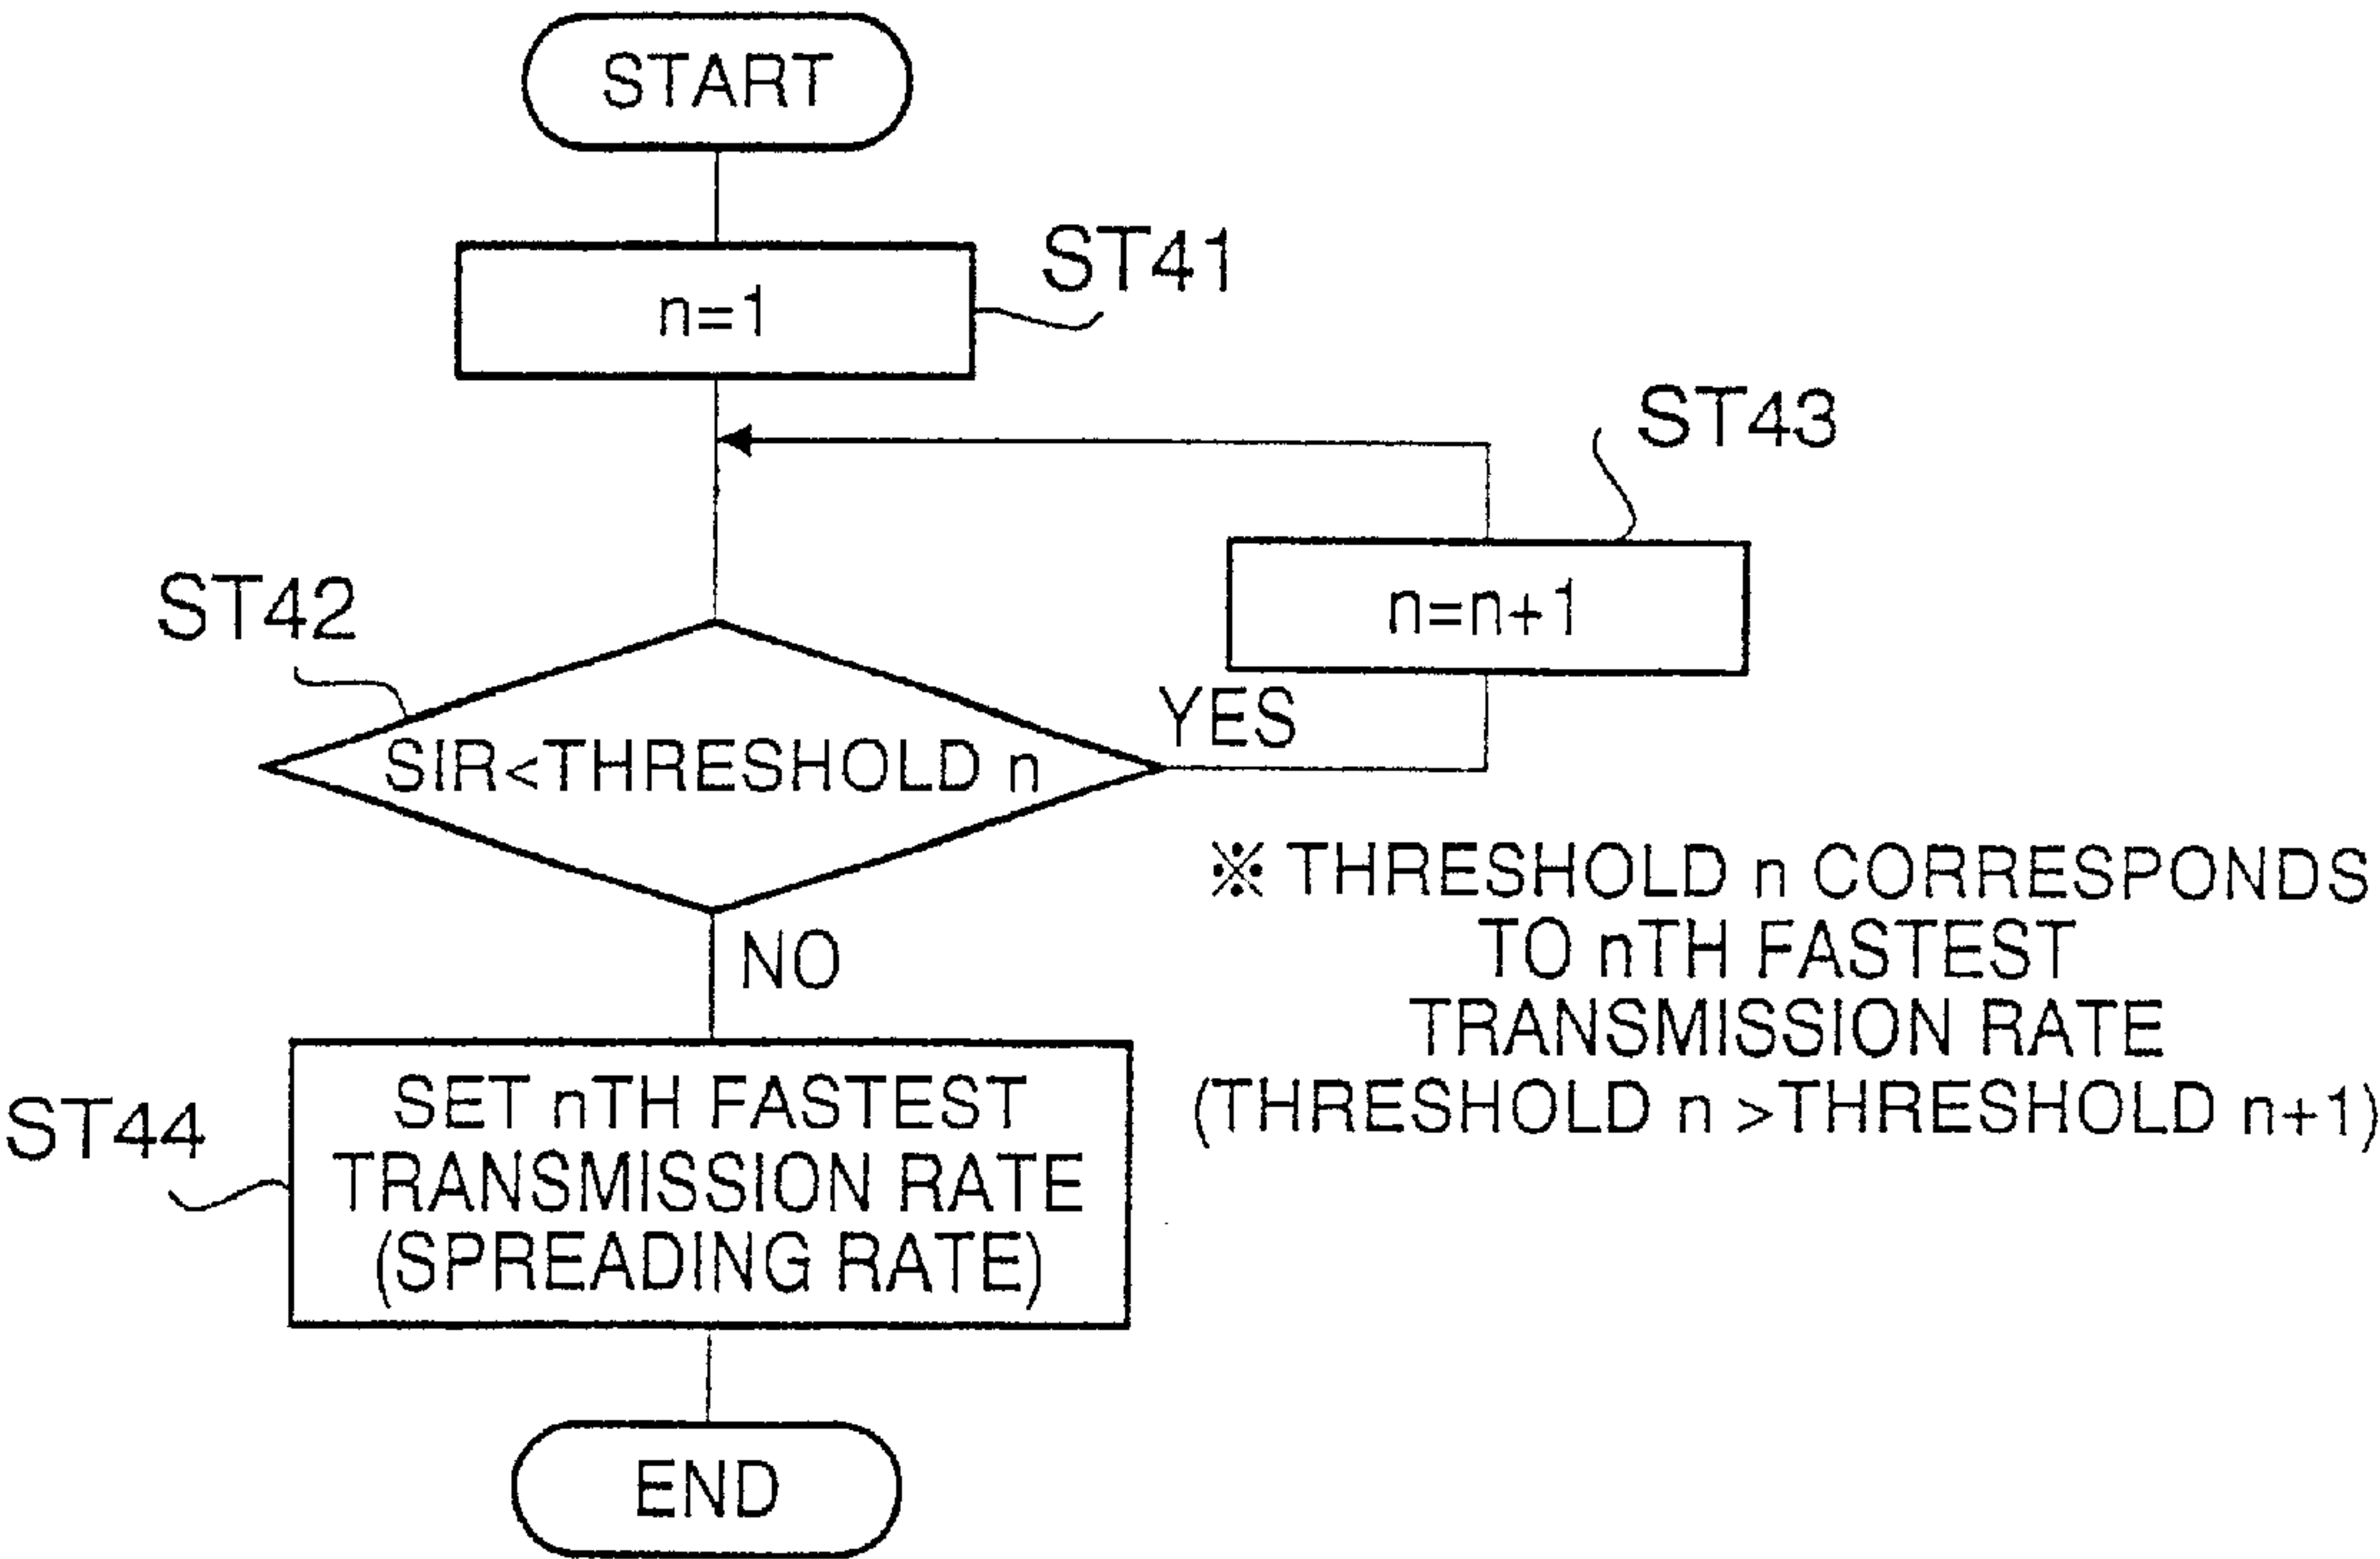 START
n=1
ST41
ST43
n=n+1
ST42
YES
SIR<THRESHOLD n
NO
※ THRESHOLD n CORRESPONDS
TO nTH FASTEST
TRANSMISSION RATE
(THRESHOLD n >THRESHOLD n+1)
ST44
SET nTH FASTEST
TRANSMISSION RATE
(SPREADING RATE)
END